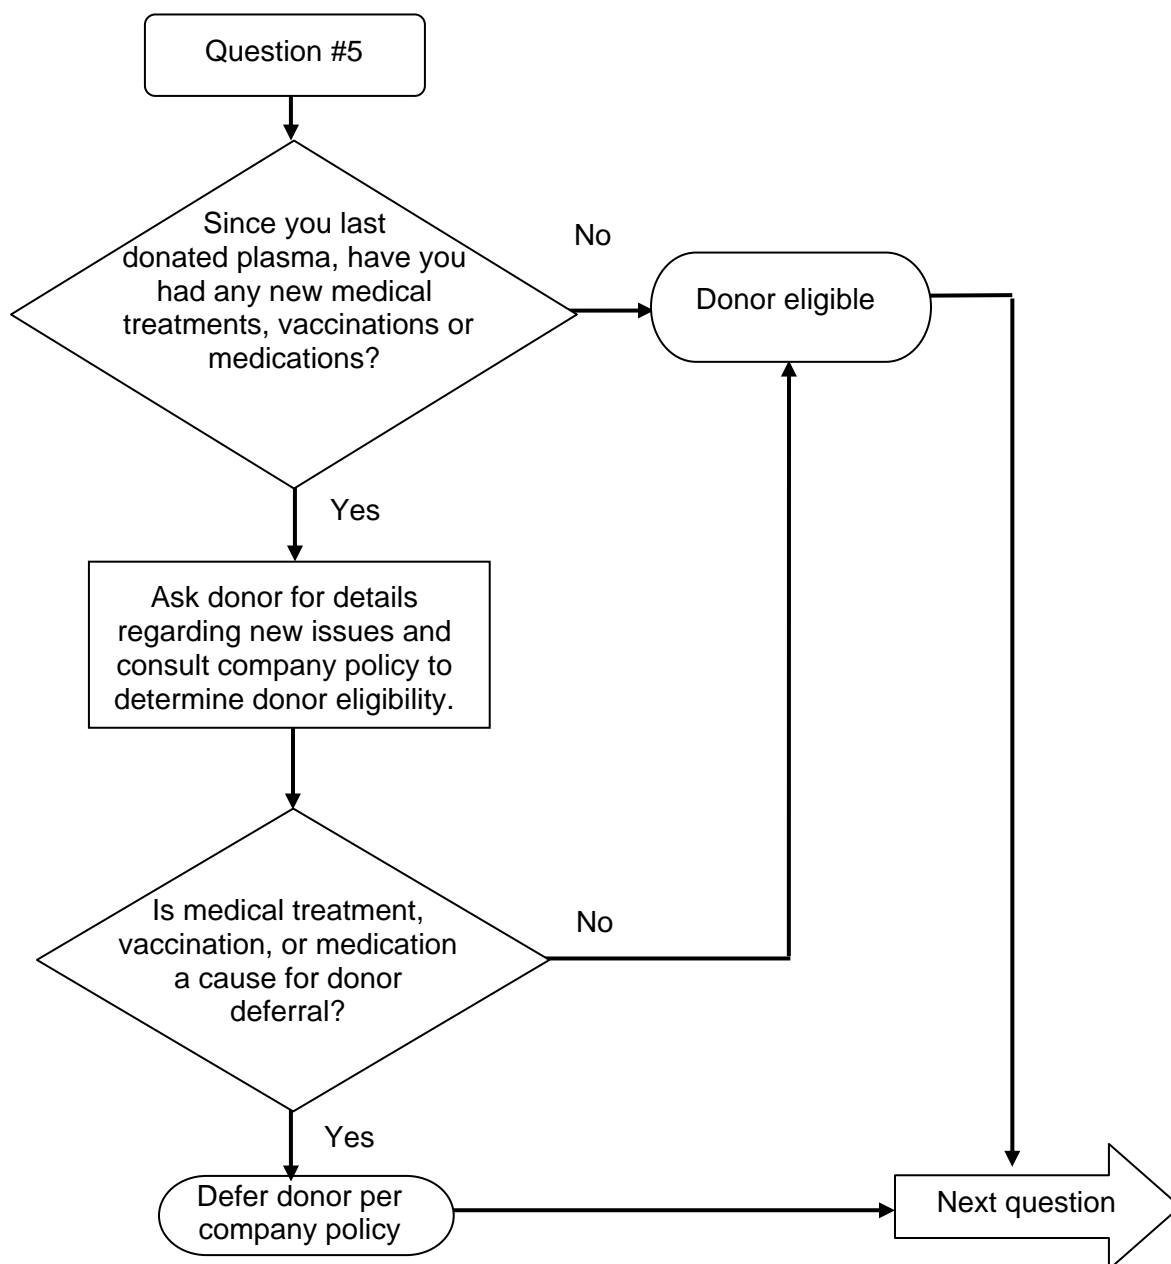 Question #5
Since you last
donated plasma, have you
had any new medical
treatments, vaccinations or
medications?
No
Donor eligible
Yes
Ask donor for details
regarding new issues and
consult company policy to
determine donor eligibility.
Is medical treatment,
vaccination, or medication
a cause for donor
deferral?
No
Yes
Defer donor per
company policy
Next question